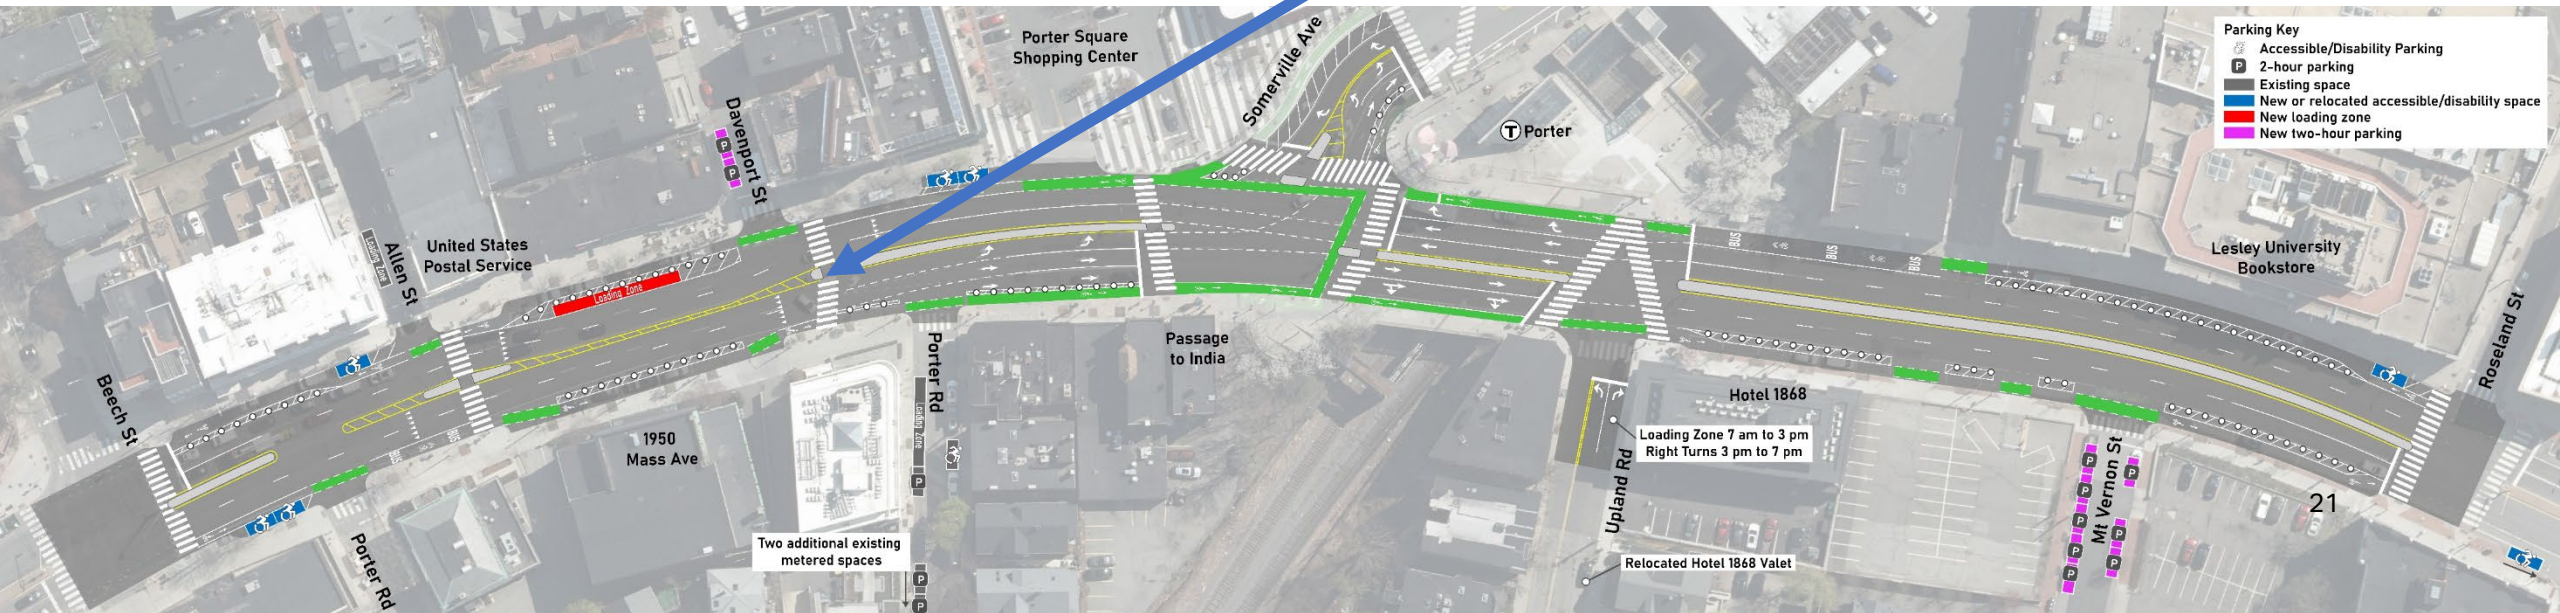 Parking Key
Accessible/Disability Parking
P 2-hour parking
Existing space
New or relocated accessible/disability space
New loading zone
New two-hour parking
Porter Square
Shopping Center
Somerville Ave
T Porter
Davenport St
P
P
Loading Zone
Allen St
United States
Postal Service
Loading Zone
Beech St
BUS
BUS
1950
Mass Ave
Porter Rd
Porter Rd
Loading Zone
P
Two additional existing
metered spaces
P
P
Passage
to India
BUS
BUS
BUS
Lesley University
Bookstore
Roseland St
Hotel 1868
Loading Zone 7 am to 3 pm
Right Turns 3 pm to 7 pm
Upland Rd
Relocated Hotel 1868 Valet
Mt Vernon St
P
P
P
P
P
P
P
P
21